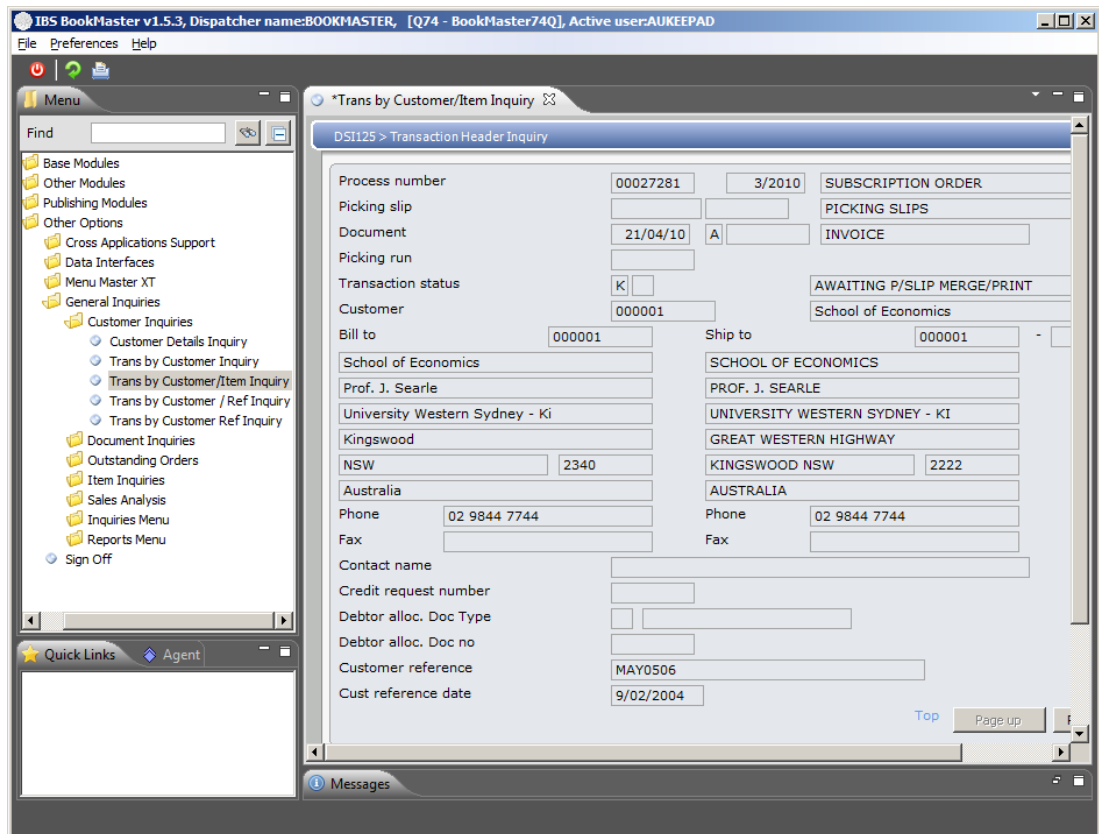 IBS BookMaster v1.5.3, Dispatcher name:BOOKMASTER, [Q74 - BookMaster74Q], Active user:AUKEEPAD
File Preferences Help
Menu
Find
Base Modules
Other Modules
Publishing Modules
Other Options
Cross Applications Support
Data Interfaces
Menu Master XT
General Inquiries
Customer Inquiries
Customer Details Inquiry
Trans by Customer Inquiry
Trans by Customer/Item Inquiry
Trans by Customer / Ref Inquiry
Trans by Customer Ref Inquiry
Document Inquiries
Outstanding Orders
Item Inquiries
Sales Analysis
Inquiries Menu
Reports Menu
Sign Off
Quick Links Agent
*Trans by Customer/Item Inquiry
DSI125 > Transaction Header Inquiry
Process number 00027281 3/2010 SUBSCRIPTION ORDER
Picking slip PICKING SLIPS
Document 21/04/10 A INVOICE
Picking run
Transaction status K AWAITING P/SLIP MERGE/PRINT
Customer 000001 School of Economics
Bill to 000001 Ship to 000001 -
School of Economics SCHOOL OF ECONOMICS
Prof. J. Searle PROF. J. SEARLE
University Western Sydney - Ki UNIVERSITY WESTERN SYDNEY - KI
Kingswood GREAT WESTERN HIGHWAY
NSW 2340 KINGSWOOD NSW 2222
Australia AUSTRALIA
Phone 02 9844 7744 Phone 02 9844 7744
Fax Fax
Contact name
Credit request number
Debtor alloc. Doc Type
Debtor alloc. Doc no
Customer reference MAY0506
Cust reference date 9/02/2004
Top Page up
Messages